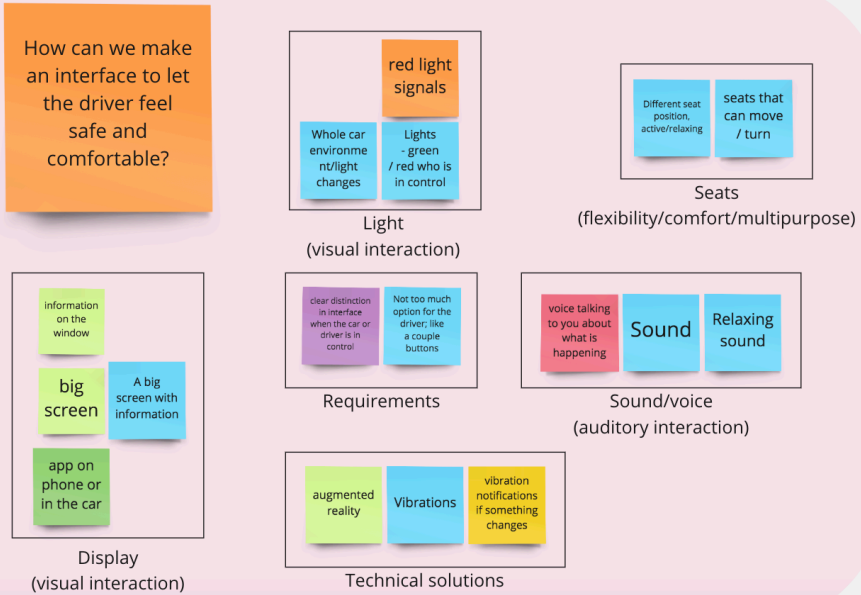 How can we make
an interface to let
the driver feel
safe and
comfortable?
red light
signals
Whole car
environme
nt/light
changes
Lights
- green
/ red who is
in control
Light
(visual interaction)
Different seat
position,
active/relaxing
seats that
can move
/ turn
Seats
(flexibility/comfort/multipurpose)
information
on the
window
big
screen
A big
screen with
information
app on
phone or
in the car
Display
(visual interaction)
clear distinction
in interface
when the car or
driver is in
control
Not too much
option for the
driver; like
a couple
buttons
Requirements
voice talking
to you about
what is
happening
Sound
Relaxing
sound
Sound/voice
(auditory interaction)
augmented
reality
Vibrations
vibration
notifications
if something
changes
Technical solutions